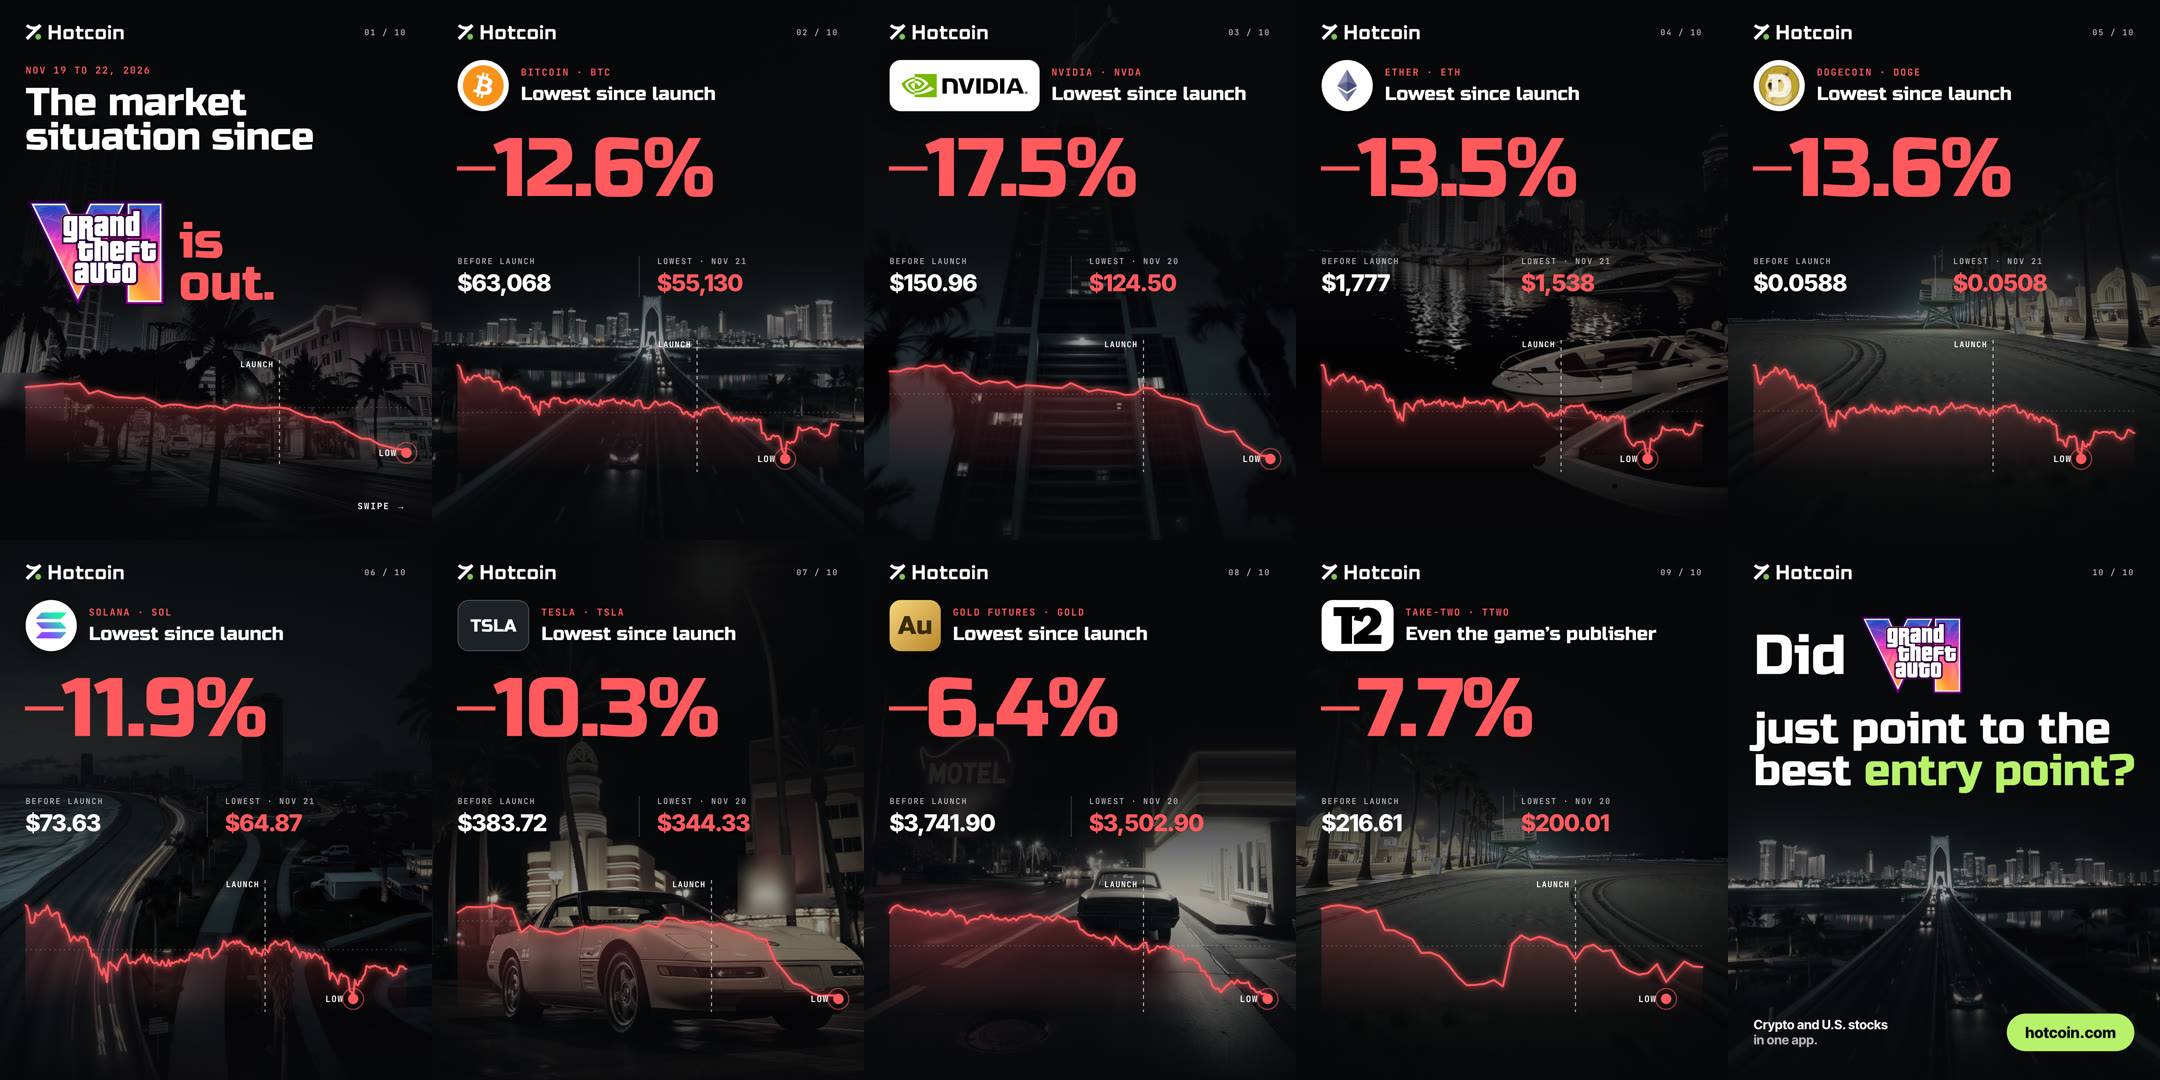 Hotcoin
01 / 10
NOV 19 TO 22, 2026
The market
situation since
grand
theft
auto
VI
is
out.
LAUNCH
LOW
SWIPE →
Hotcoin
02 / 10
BITCOIN · BTC
Lowest since launch
–12.6%
BEFORE LAUNCH
$63,068
LOWEST · NOV 21
$55,130
LAUNCH
LOW
Hotcoin
03 / 10
NVIDIA.
NVIDIA · NVDA
Lowest since launch
–17.5%
BEFORE LAUNCH
$150.96
LOWEST · NOV 20
$124.50
LAUNCH
LOW
Hotcoin
04 / 10
ETHER · ETH
Lowest since launch
–13.5%
BEFORE LAUNCH
$1,777
LOWEST · NOV 21
$1,538
LAUNCH
LOW
Hotcoin
05 / 10
DOGECOIN · DOGE
Lowest since launch
–13.6%
BEFORE LAUNCH
$0.0588
LOWEST · NOV 21
$0.0508
LAUNCH
LOW
Hotcoin
06 / 10
SOLANA · SOL
Lowest since launch
–11.9%
BEFORE LAUNCH
$73.63
LOWEST · NOV 21
$64.87
LAUNCH
LOW
Hotcoin
07 / 10
TSLA
TESLA · TSLA
Lowest since launch
–10.3%
BEFORE LAUNCH
$383.72
LOWEST · NOV 20
$344.33
LAUNCH
LOW
Hotcoin
08 / 10
Au
GOLD FUTURES · GOLD
Lowest since launch
–6.4%
MOTEL
BEFORE LAUNCH
$3,741.90
LOWEST · NOV 20
$3,502.90
LAUNCH
LOW
Hotcoin
09 / 10
T2
TAKE-TWO · TTWO
Even the game's publisher
–7.7%
BEFORE LAUNCH
$216.61
LOWEST · NOV 20
$200.01
LAUNCH
LOW
Hotcoin
10 / 10
Did
grand
theft
auto
VI
just point to the
best entry point?
Crypto and U.S. stocks
in one app.
hotcoin.com